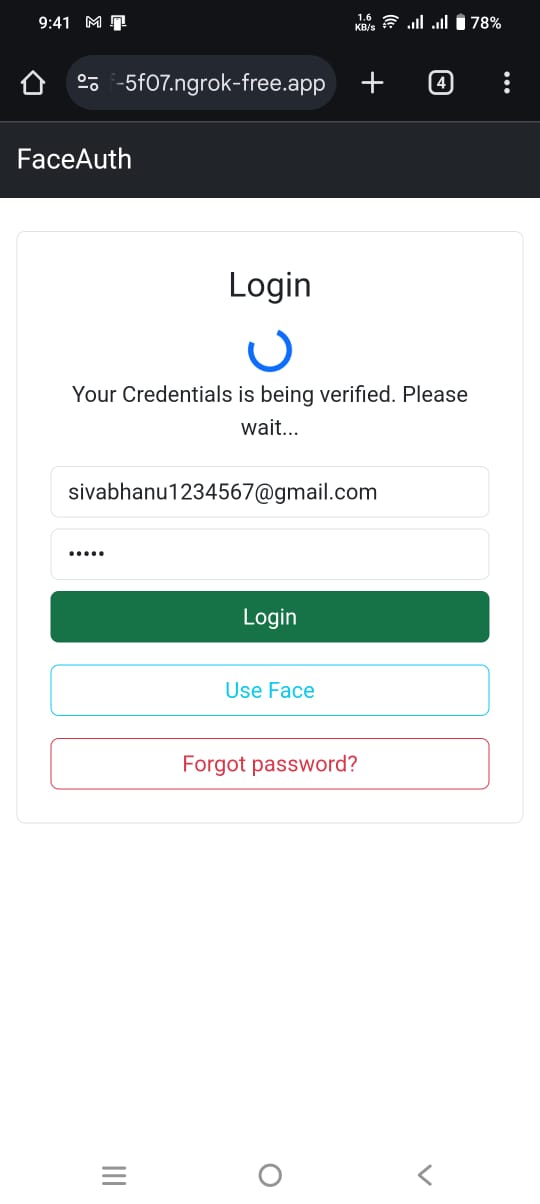 9:41
1.6
KB/s
78%
-5f07.ngrok-free.app
4
FaceAuth
Login
Your Credentials is being verified. Please
wait...
sivabhanu1234567@gmail.com
•••••
Login
Use Face
Forgot password?